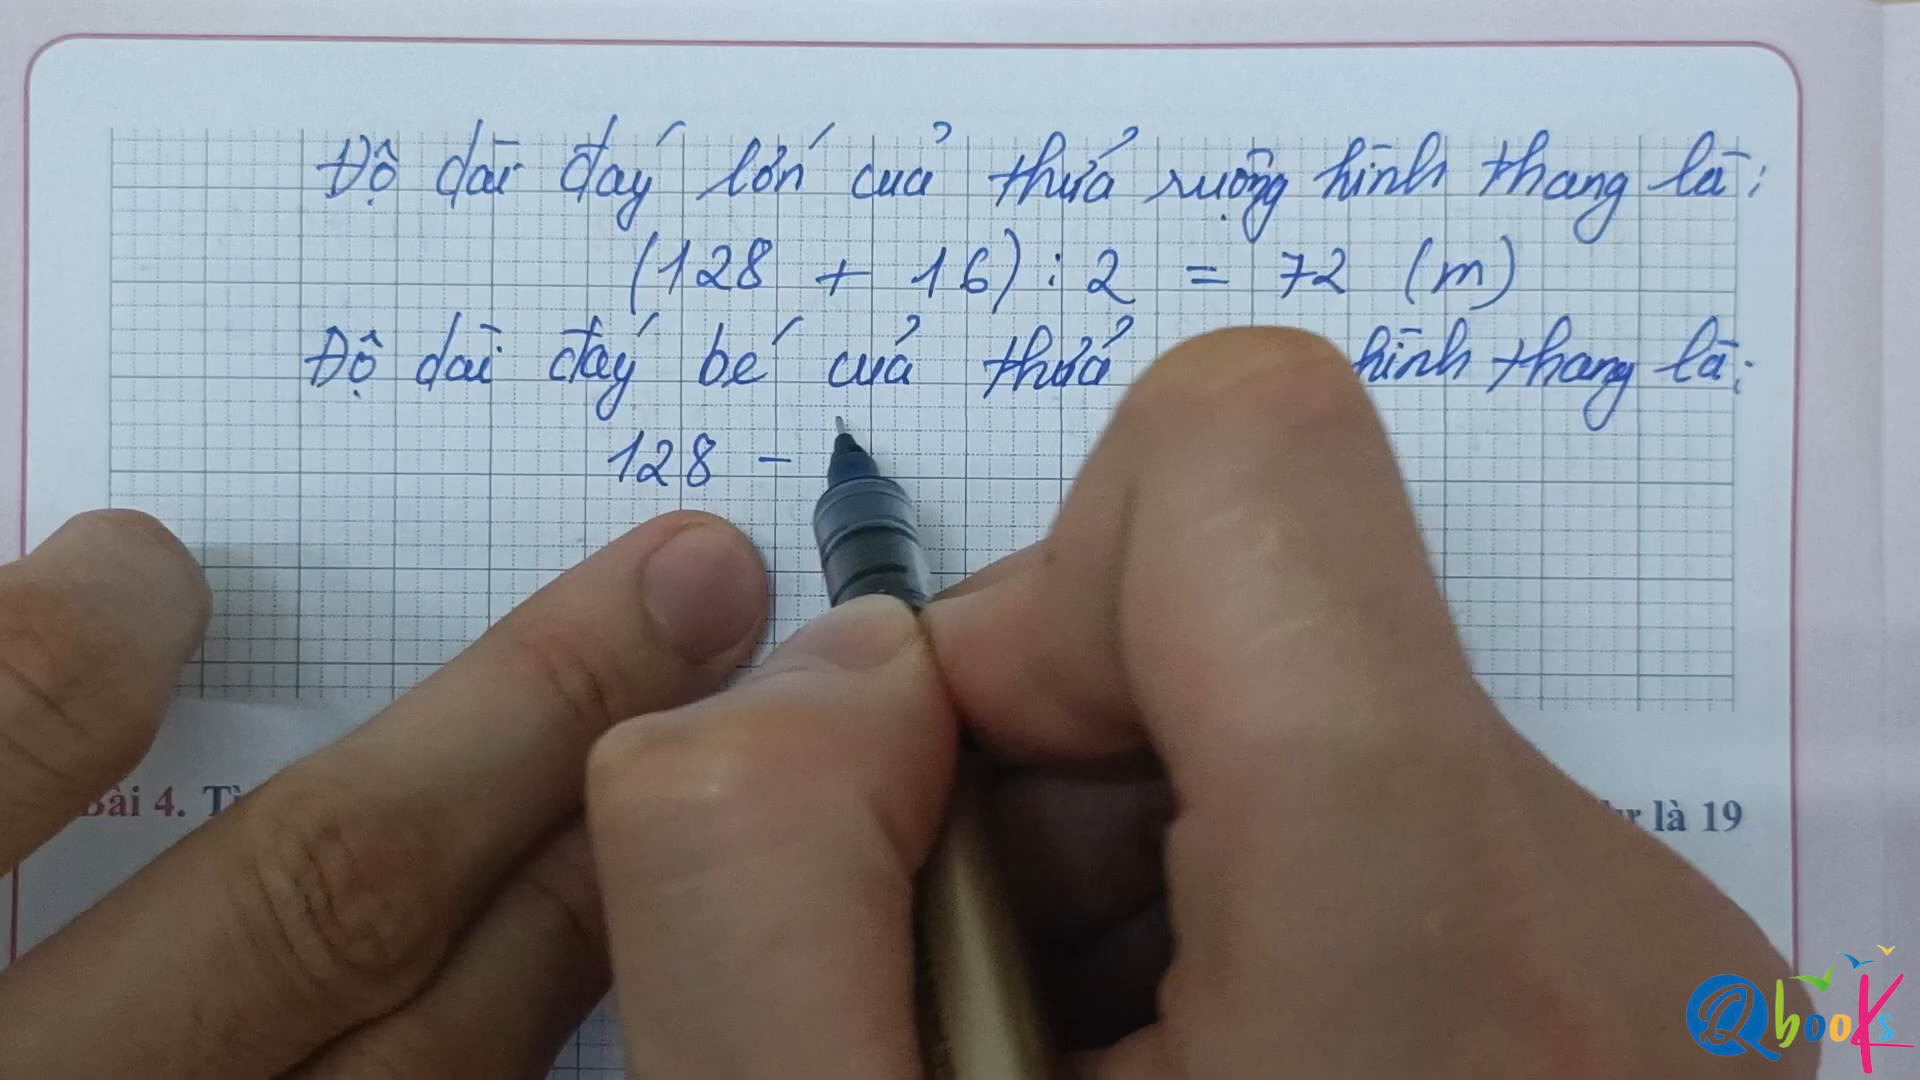 Độ dài đáy lớn của thửa ruộng hình thang là:
(128 + 16) : 2 = 72 (m)
Độ dài đáy bé của thửa hình thang là:
128 -
Bài 4. là 19
Qbooks